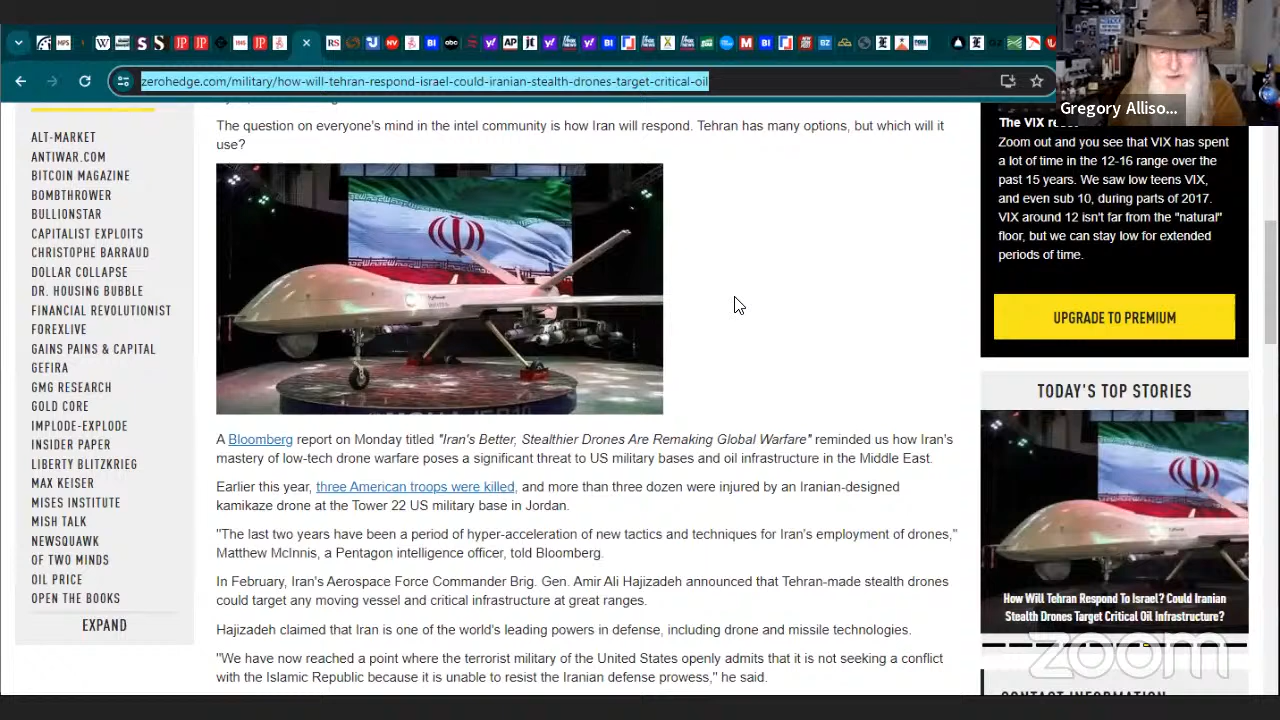 zerohedge.com/military/how-will-tehran-respond-israel-could-iranian-stealth-drones-target-critical-oil
Gregory Alliso...
ALT-MARKET
ANTIWAR.COM
BITCOIN MAGAZINE
BOMBTHROWER
BULLIONSTAR
CAPITALIST EXPLOITS
CHRISTOPHE BARRAUD
DOLLAR COLLAPSE
DR. HOUSING BUBBLE
FINANCIAL REVOLUTIONIST
FOREXLIVE
GAINS PAINS & CAPITAL
GEFIRA
GMG RESEARCH
GOLD CORE
IMPLODE-EXPLODE
INSIDER PAPER
LIBERTY BLITZKRIEG
MAX KEISER
MISES INSTITUTE
MISH TALK
NEWSQUAWK
OF TWO MINDS
OIL PRICE
OPEN THE BOOKS
EXPAND
The question on everyone's mind in the intel community is how Iran will respond. Tehran has many options, but which will it
use?
A Bloomberg report on Monday titled "Iran's Better, Stealthier Drones Are Remaking Global Warfare" reminded us how Iran's
mastery of low-tech drone warfare poses a significant threat to US military bases and oil infrastructure in the Middle East.
Earlier this year, three American troops were killed, and more than three dozen were injured by an Iranian-designed
kamikaze drone at the Tower 22 US military base in Jordan.
"The last two years have been a period of hyper-acceleration of new tactics and techniques for Iran's employment of drones,"
Matthew McInnis, a Pentagon intelligence officer, told Bloomberg.
In February, Iran's Aerospace Force Commander Brig. Gen. Amir Ali Hajizadeh announced that Tehran-made stealth drones
could target any moving vessel and critical infrastructure at great ranges.
Hajizadeh claimed that Iran is one of the world's leading powers in defense, including drone and missile technologies.
"We have now reached a point where the terrorist military of the United States openly admits that it is not seeking a conflict
with the Islamic Republic because it is unable to resist the Iranian defense prowess," he said.
The VIX
Zoom out and you see that VIX has spent
a lot of time in the 12-16 range over the
past 15 years. We saw low teens VIX,
and even sub 10, during parts of 2017.
VIX around 12 isn't far from the "natural"
floor, but we can stay low for extended
periods of time.
UPGRADE TO PREMIUM
TODAY'S TOP STORIES
How Will Tehran Respond To Israel? Could Iranian
Stealth Drones Target Critical Oil Infrastructure?
zoom
CONTACT INFORMATION